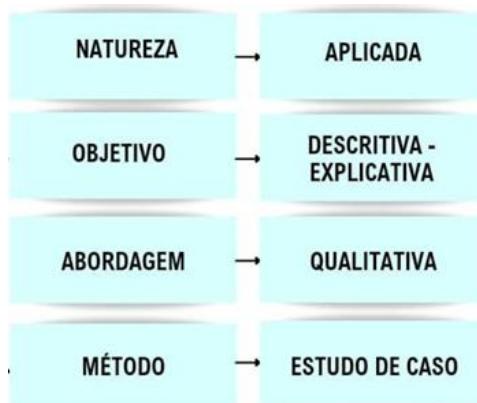 NATUREZA
APLICADA
OBJETIVO
DESCRITIVA -
EXPLICATIVA
ABORDAGEM
QUALITATIVA
MÉTODO
ESTUDO DE CASO